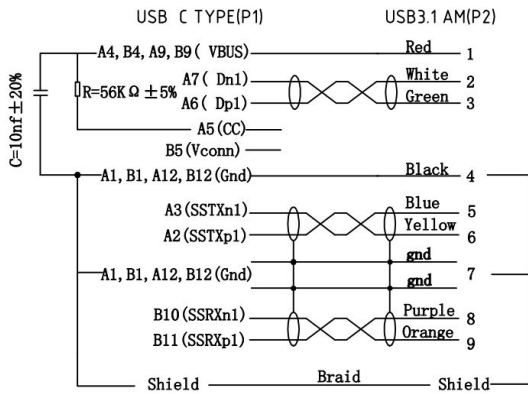 USB C TYPE(P1) USB3.1 AM(P2)
A4, B4, A9, B9( VBUS) Red 1
A7( Dn1) White 2
R=56KΩ ±5%
A6( Dp1) Green 3
C=10nf±20%
A5(CC)
B5(Vconn)
A1, B1, A12, B12(Gnd) Black 4
A3(SSTXn1) Blue 5
A2(SSTXp1) Yellow 6
gnd
A1, B1, A12, B12(Gnd) 7
gnd
B10(SSRXn1) Purple 8
B11(SSRXp1) Orange 9
Shield Braid Shield